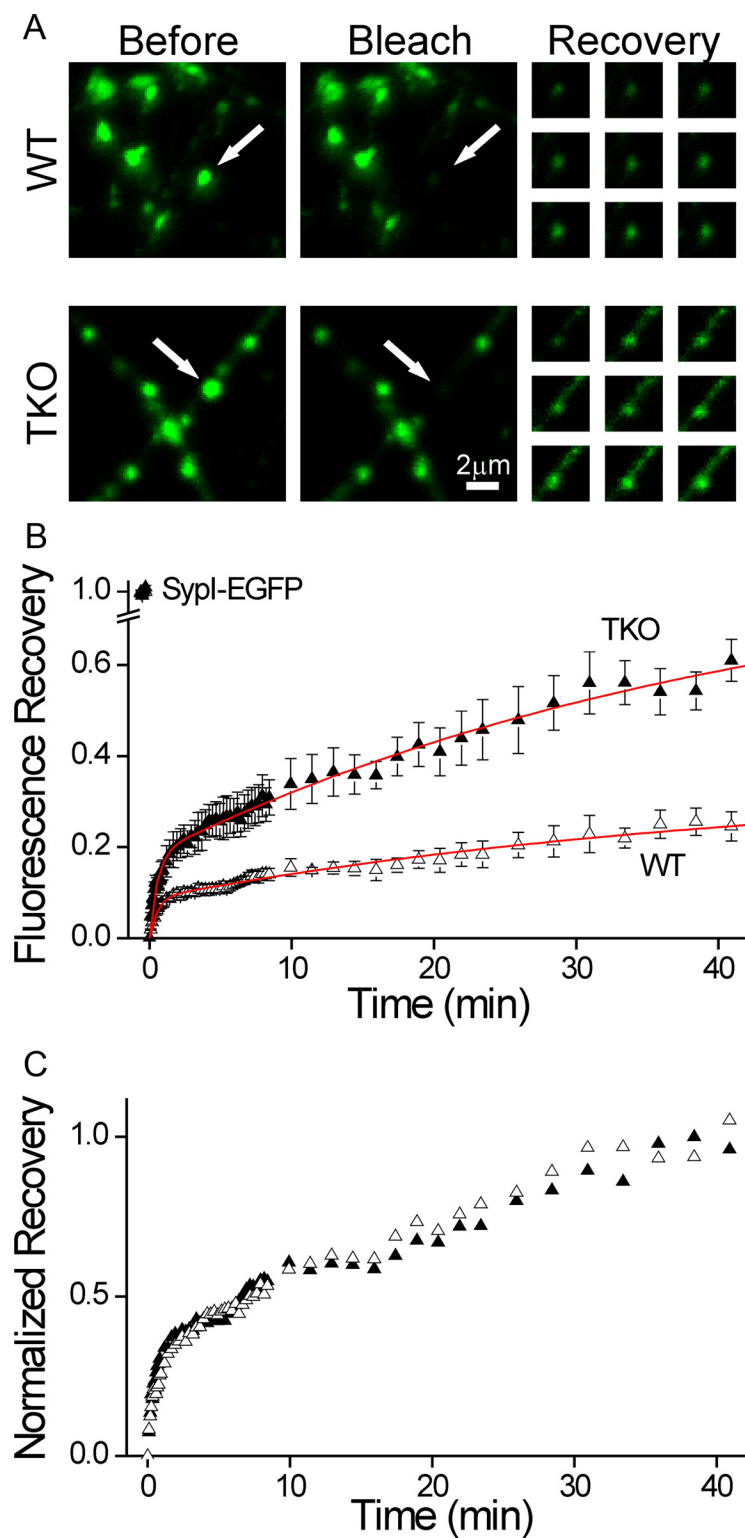 A
Before
Bleach
Recovery
WT
TKO
2μm
B
Fluorescence Recovery
1.0
0.6
0.4
0.2
0.0
SypI-EGFP
TKO
WT
0 10 20 30 40
Time (min)
C
Normalized Recovery
1.0
0.5
0.0
0 10 20 30 40
Time (min)